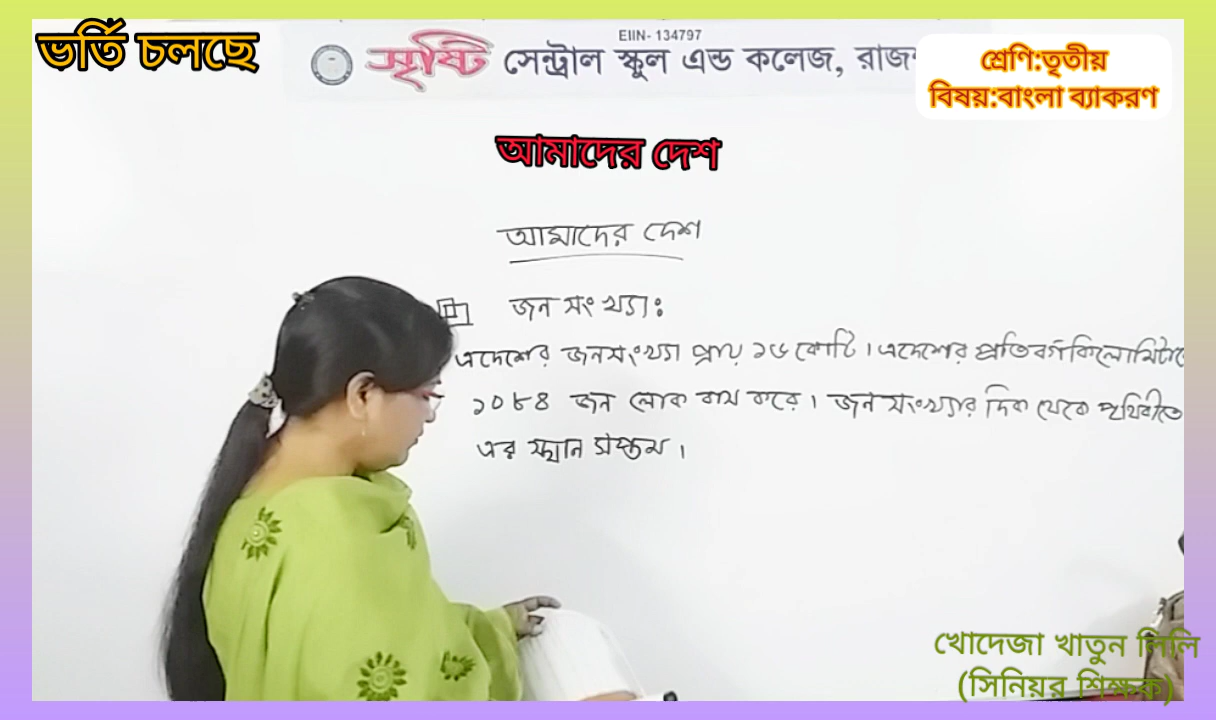 ভর্তি চলছে
EIIN- 134797
সৃষ্টি সেন্ট্রাল স্কুল এন্ড কলেজ,
শ্রেণি:তৃতীয়
বিষয়:বাংলা ব্যাকরণ
আমাদের দেশ
আমাদের দেশ
জন সংখ্যাঃ
এদেশের জনসংখ্যা প্রায় ১৬ কোটি। এদেশের প্রতিবর্গকিলোমিটারে
১০৮৪ জন লোক বাস করে। জনসংখ্যার দিক থেকে পৃথিবীতে
এর স্থান সপ্তম।
খোদেজা খাতুন লিলি
(সিনিয়র শিক্ষক)